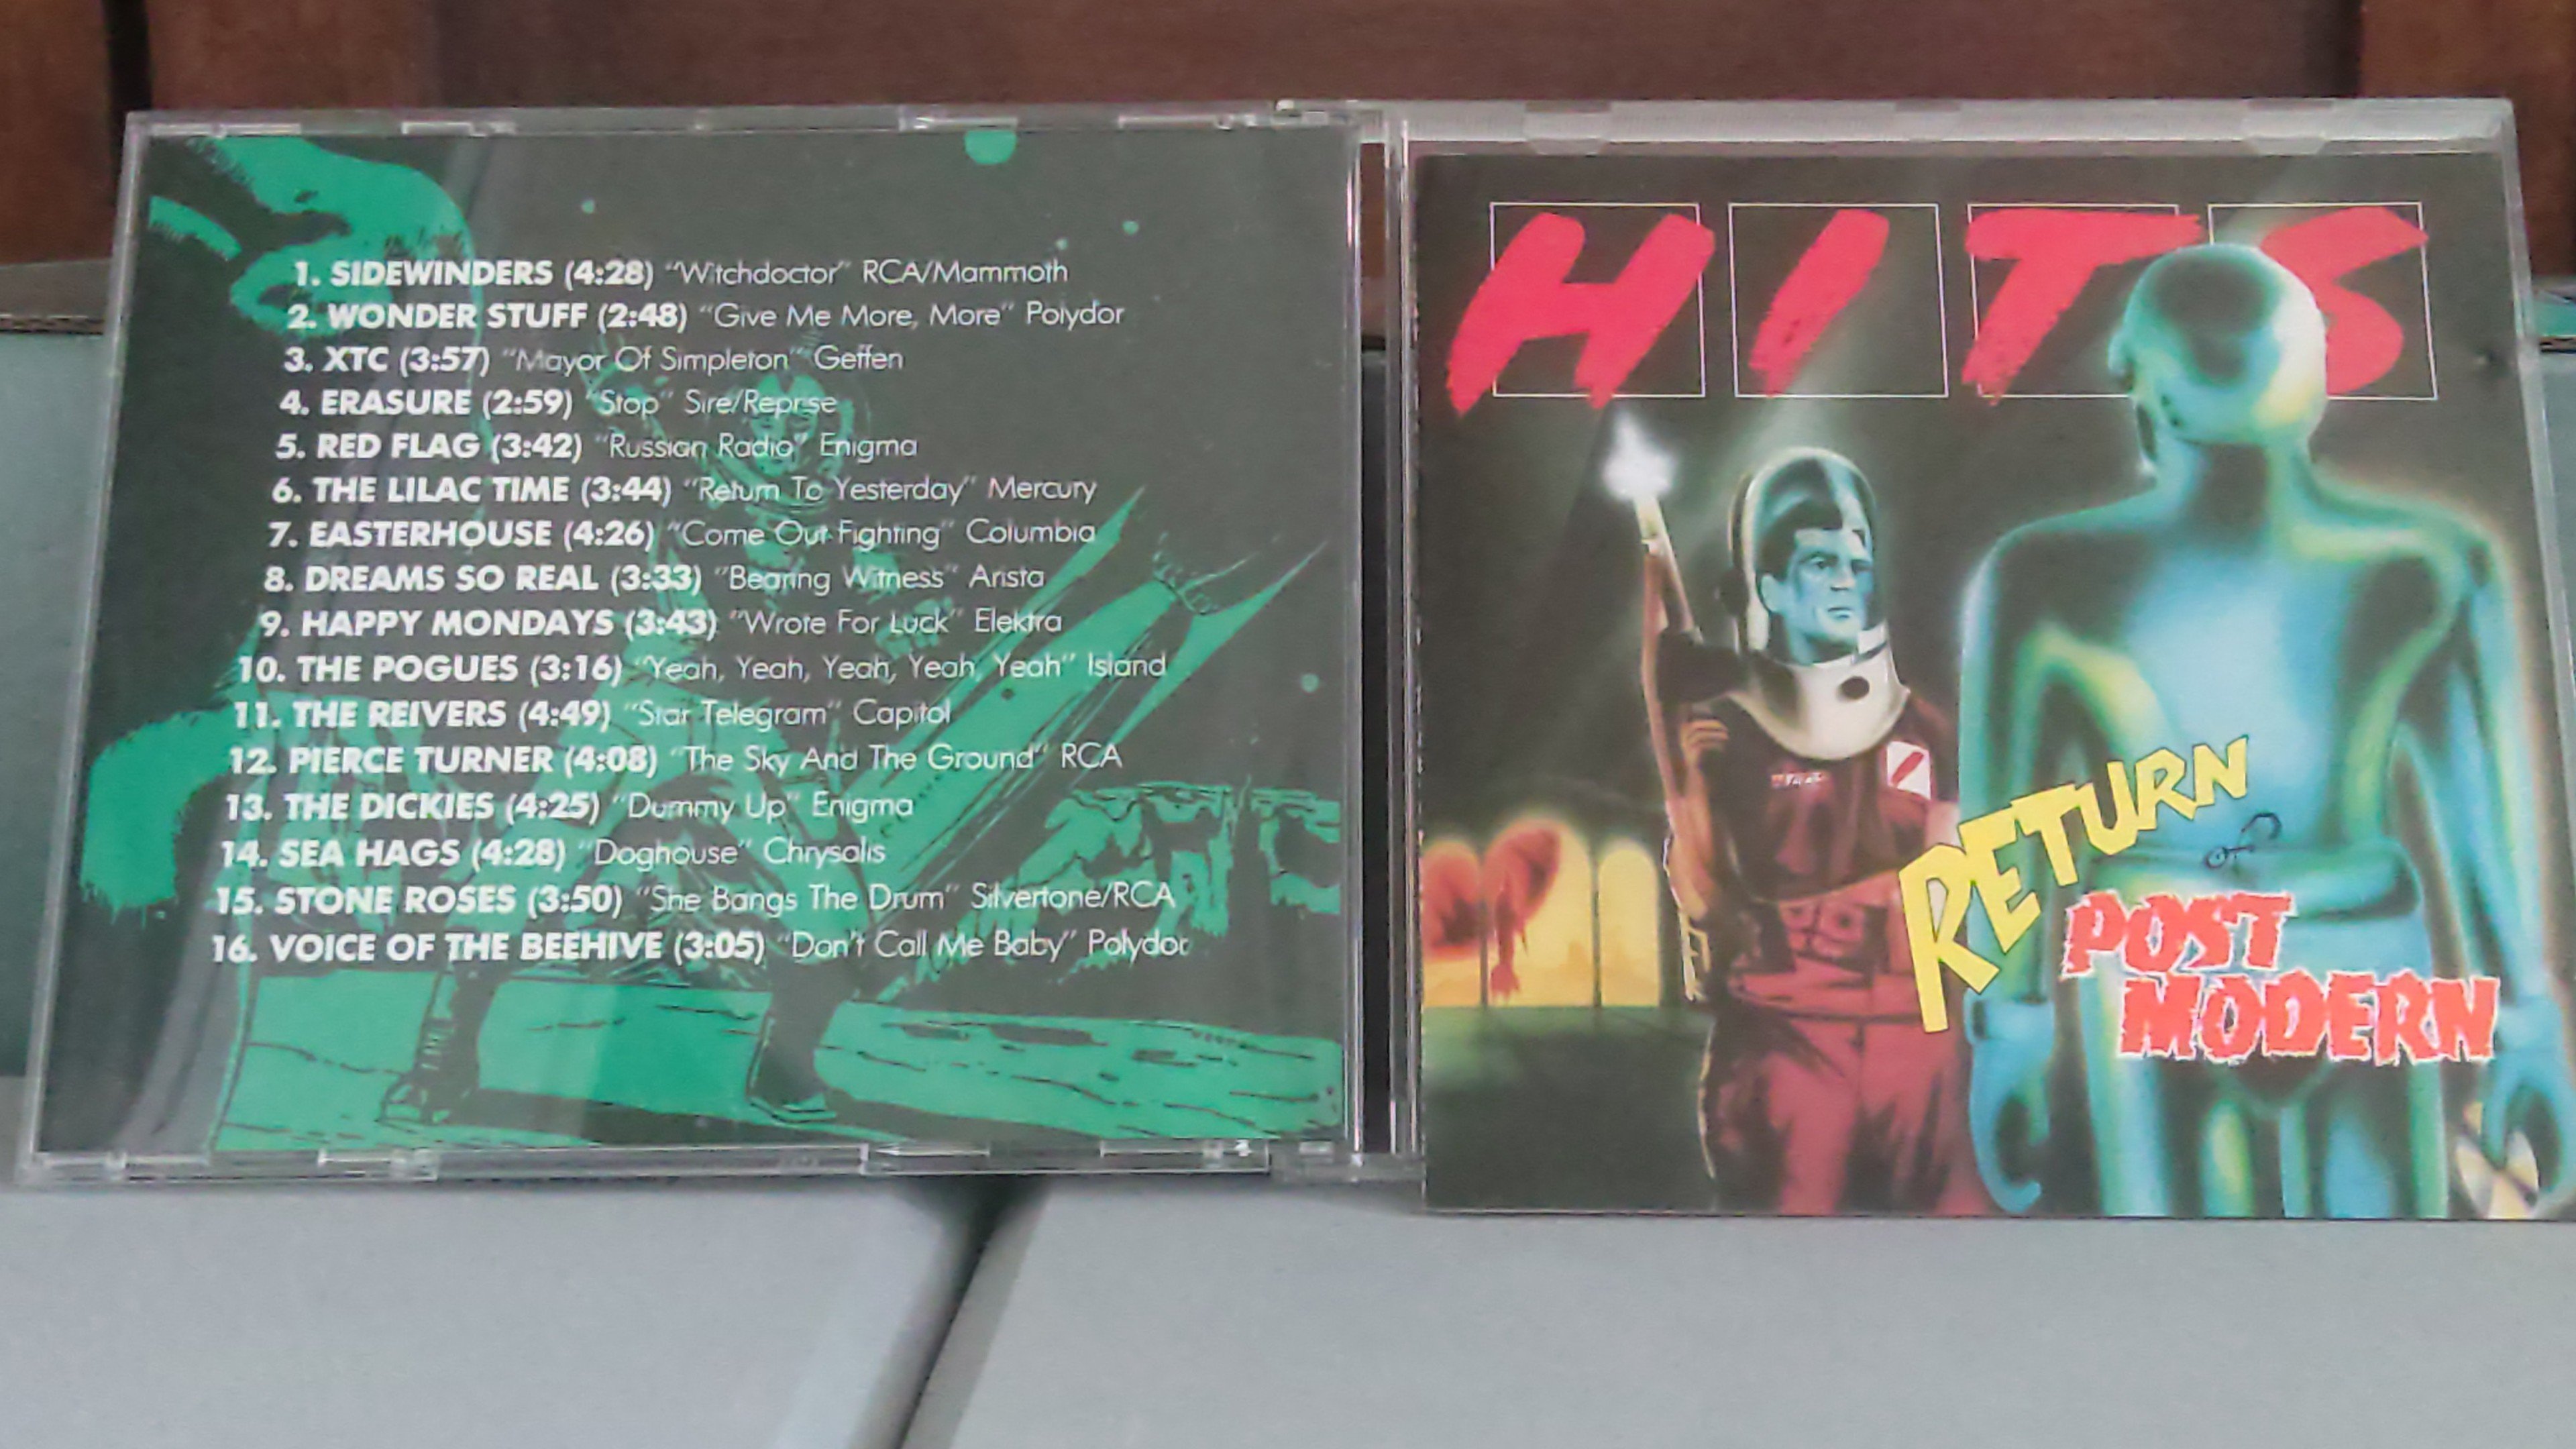 1. SIDEWINDERS (4:28) "Witchdoctor" RCA/Mammoth
2. WONDER STUFF (2:48) "Give Me More, More" Polydor
3. XTC (3:57) "Mayor Of Simpleton" Geffen
4. ERASURE (2:59) "Stop" Sire/Reprise
5. RED FLAG (3:42) "Russian Radio" Enigma
6. THE LILAC TIME (3:44) "Return To Yesterday" Mercury
7. EASTERHOUSE (4:26) "Come Out Fighting" Columbia
8. DREAMS SO REAL (3:33) "Bearing Witness" Arista
9. HAPPY MONDAYS (3:43) "Wrote For Luck" Elektra
10. THE POGUES (3:16) "Yeah, Yeah, Yeah, Yeah, Yeah" Island
11. THE REIVERS (4:49) "Star Telegram" Capitol
12. PIERCE TURNER (4:08) "The Sky And The Ground" RCA
13. THE DICKIES (4:25) "Dummy Up" Enigma
14. SEA HAGS (4:28) "Doghouse" Chrysalis
15. STONE ROSES (3:50) "She Bangs The Drum" Silvertone/RCA
16. VOICE OF THE BEEHIVE (3:05) "Don't Call Me Baby" Polydor
HITS
RETURN
OF
POST
MODERN